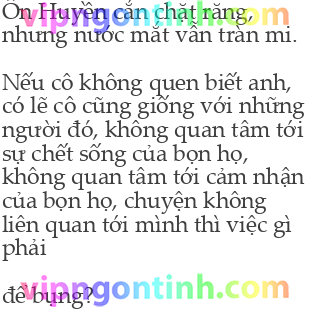 Ôn Huyền cắn chặt răng,
nhưng nước mắt vẫn tràn mi.
Nếu cô không quen biết anh,
có lẽ cô cũng giống với những
người đó, không quan tâm tới
sự chết sống của bọn họ,
không quan tâm tới cảm nhận
của bọn họ, chuyện không
liên quan tới mình thì việc gì
phải
để bụng?
vipngontinh.com
vipngontinh.com